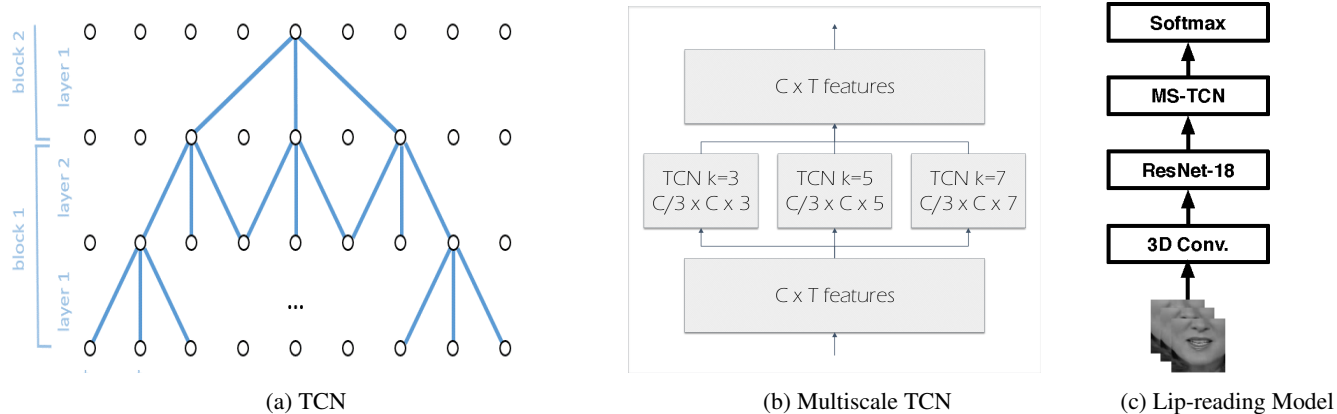 block 2
layer 1
block 1
layer 2
layer 1
...
(a) TCN
C x T features
TCN k=3
C/3 x C x 3
TCN k=5
C/3 x C x 5
TCN k=7
C/3 x C x 7
C x T features
(b) Multiscale TCN
Softmax
MS-TCN
ResNet-18
3D Conv.
(c) Lip-reading Model